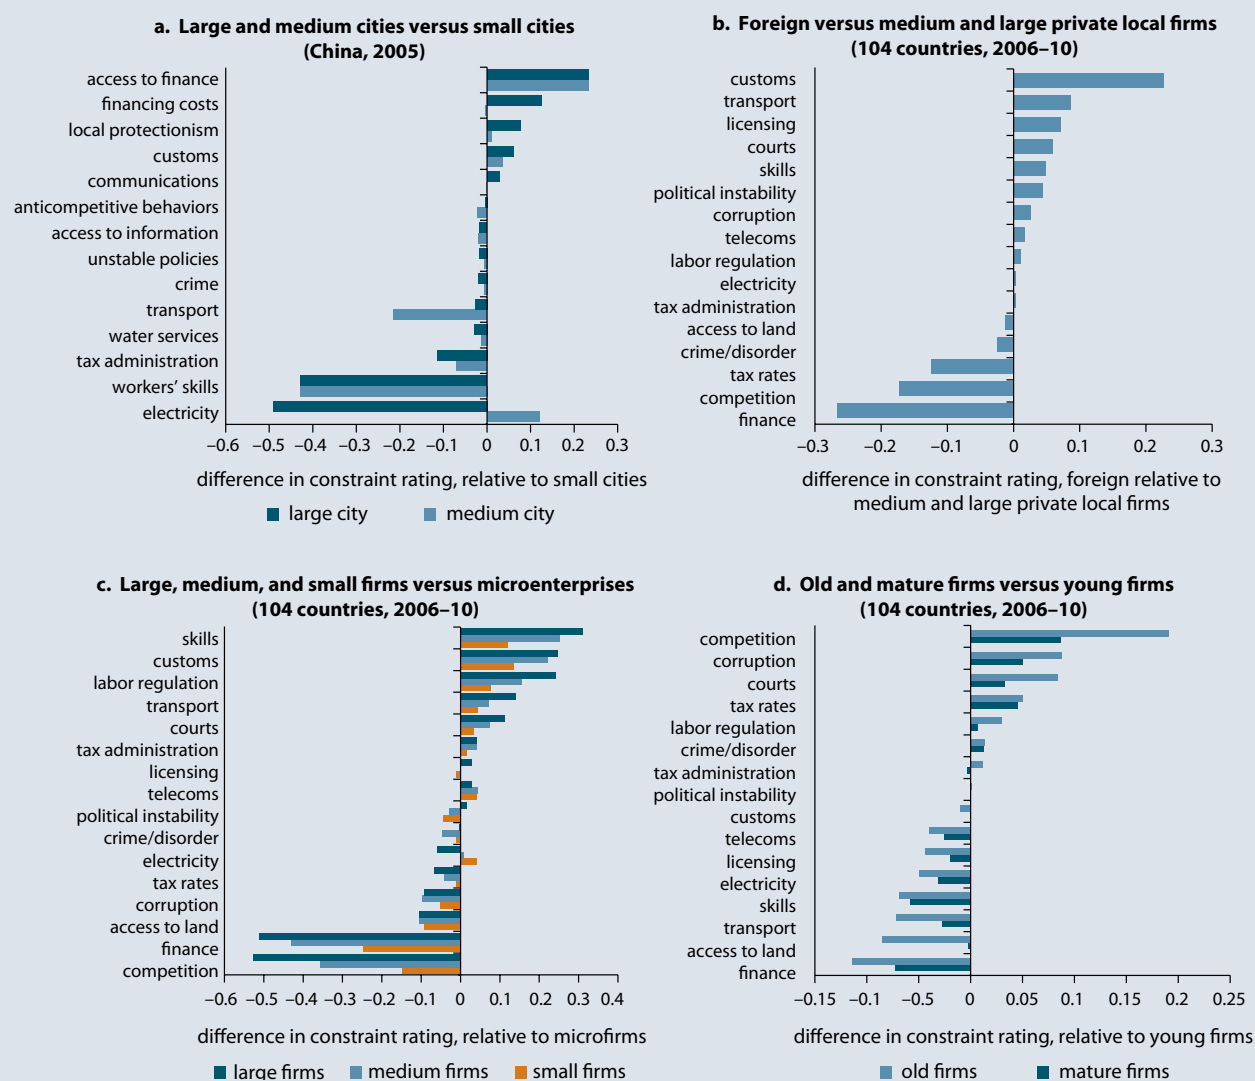 a. Large and medium cities versus small cities
(China, 2005)
access to finance
financing costs
local protectionism
customs
communications
anticompetitive behaviors
access to information
unstable policies
crime
transport
water services
tax administration
workers’ skills
electricity
–0.6 –0.5 –0.4 –0.3 –0.2 –0.1 0 0.1 0.2 0.3
difference in constraint rating, relative to small cities
large city medium city
b. Foreign versus medium and large private local firms
(104 countries, 2006–10)
customs
transport
licensing
courts
skills
political instability
corruption
telecoms
labor regulation
electricity
tax administration
access to land
crime/disorder
tax rates
competition
finance
–0.3 –0.2 –0.1 0 0.1 0.2 0.3
difference in constraint rating, foreign relative to
medium and large private local firms
c. Large, medium, and small firms versus microenterprises
(104 countries, 2006–10)
skills
customs
labor regulation
transport
courts
tax administration
licensing
telecoms
political instability
crime/disorder
electricity
tax rates
corruption
access to land
finance
competition
–0.6 –0.5 –0.4 –0.3 –0.2 –0.1 0 0.1 0.2 0.3 0.4
difference in constraint rating, relative to microfirms
large firms medium firms small firms
d. Old and mature firms versus young firms
(104 countries, 2006–10)
competition
corruption
courts
tax rates
labor regulation
crime/disorder
tax administration
political instability
customs
telecoms
licensing
electricity
skills
transport
access to land
finance
–0.15 –0.1 –0.5 0 0.05 0.1 0.15 0.2 0.25
difference in constraint rating, relative to young firms
old firms mature firms